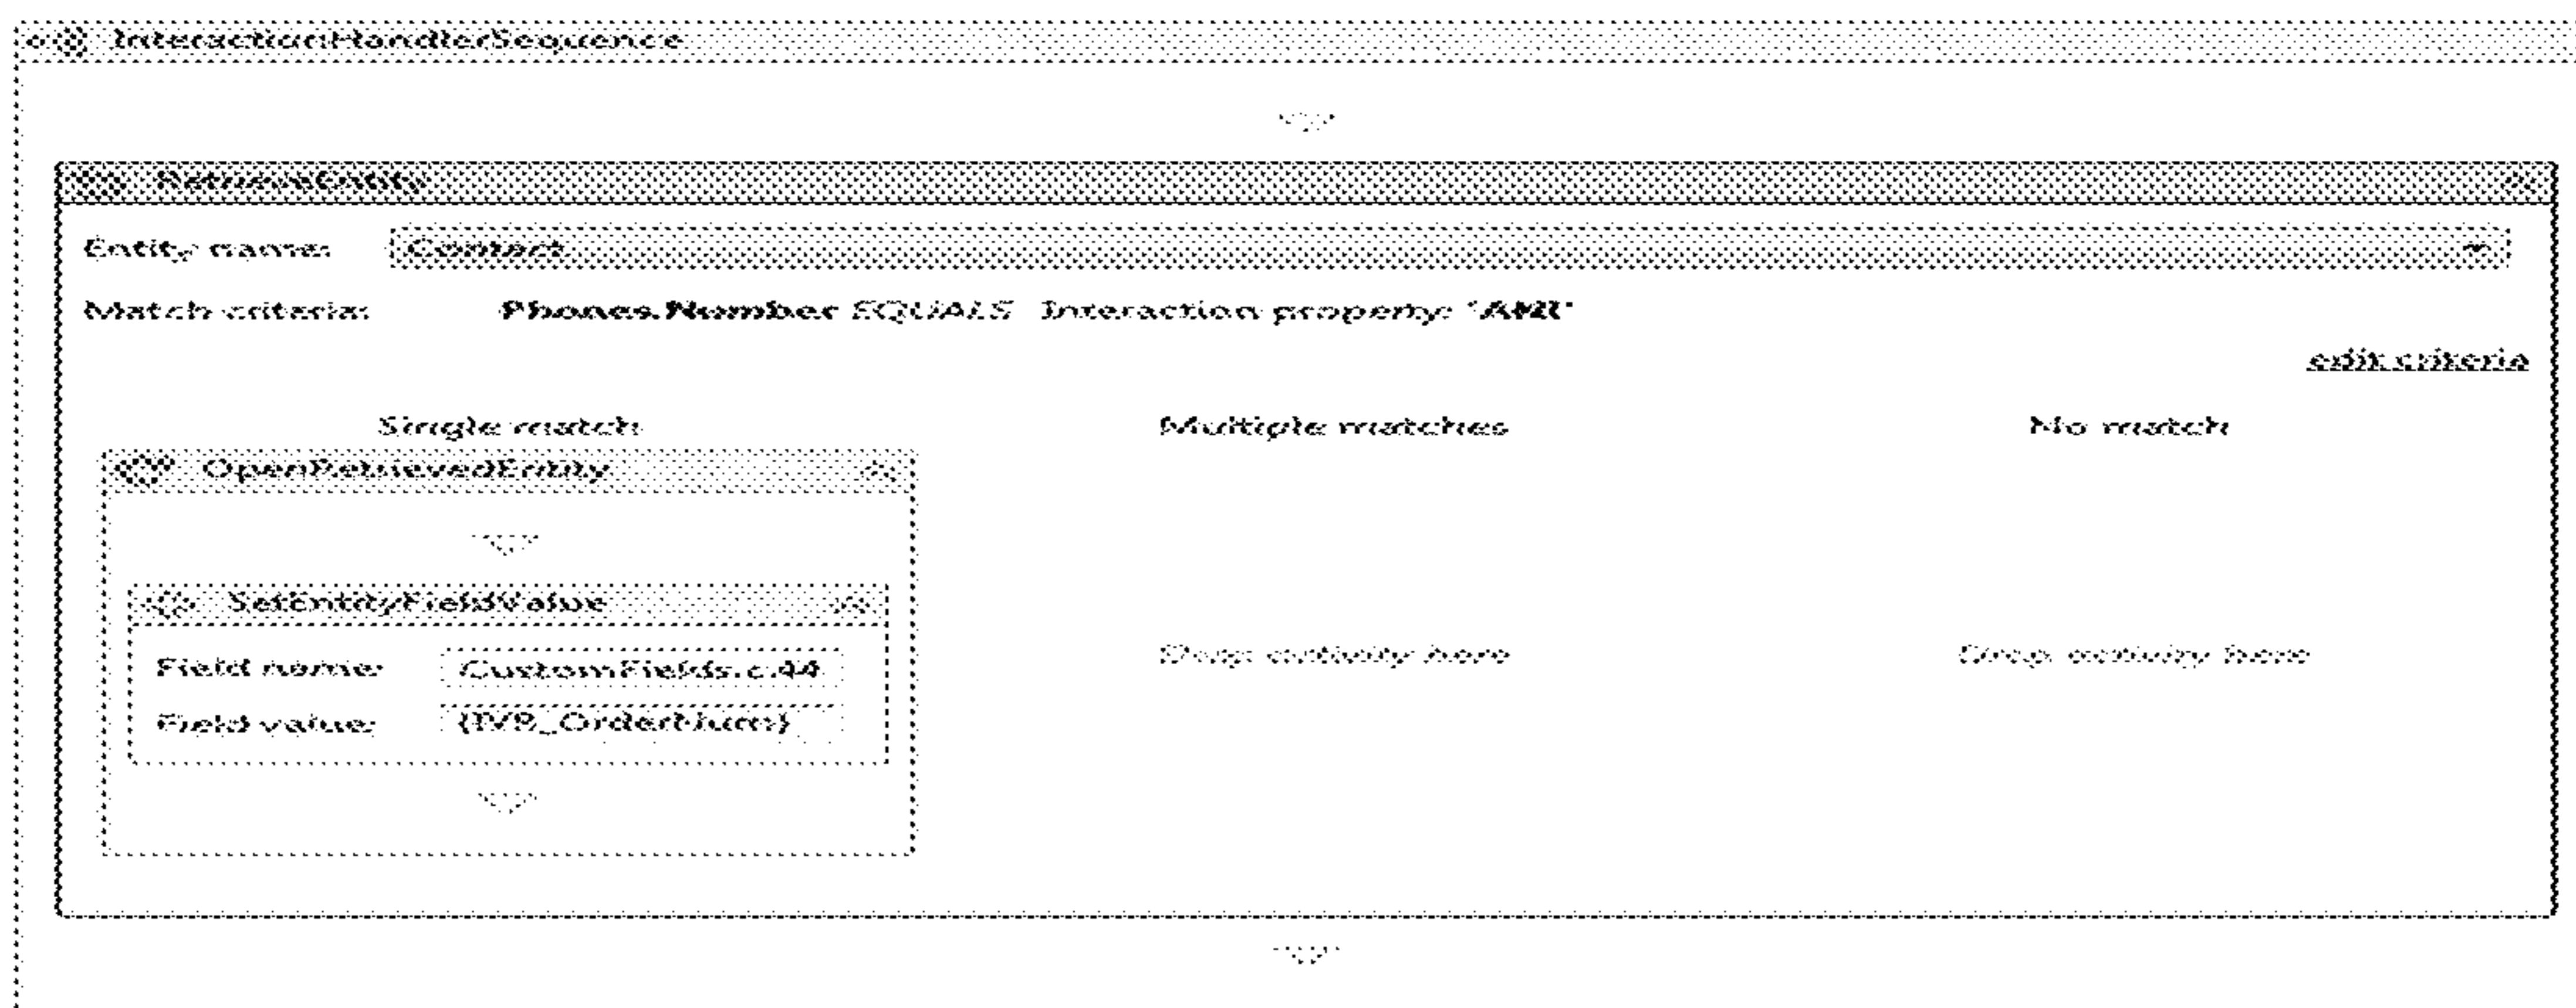 InteractionHandlerSequence
RetrieveEntity
Entity name: Contact
Match criteria: Phones.Number EQUALS Interaction property: 'ANI'
edit criteria
Single match Multiple matches No match
OpenRetrievedEntity
SetEntityFieldValue
Field name: CustomFields.c.44
Drop activity here Drop activity here
Field value: {IVR_OrderNum}